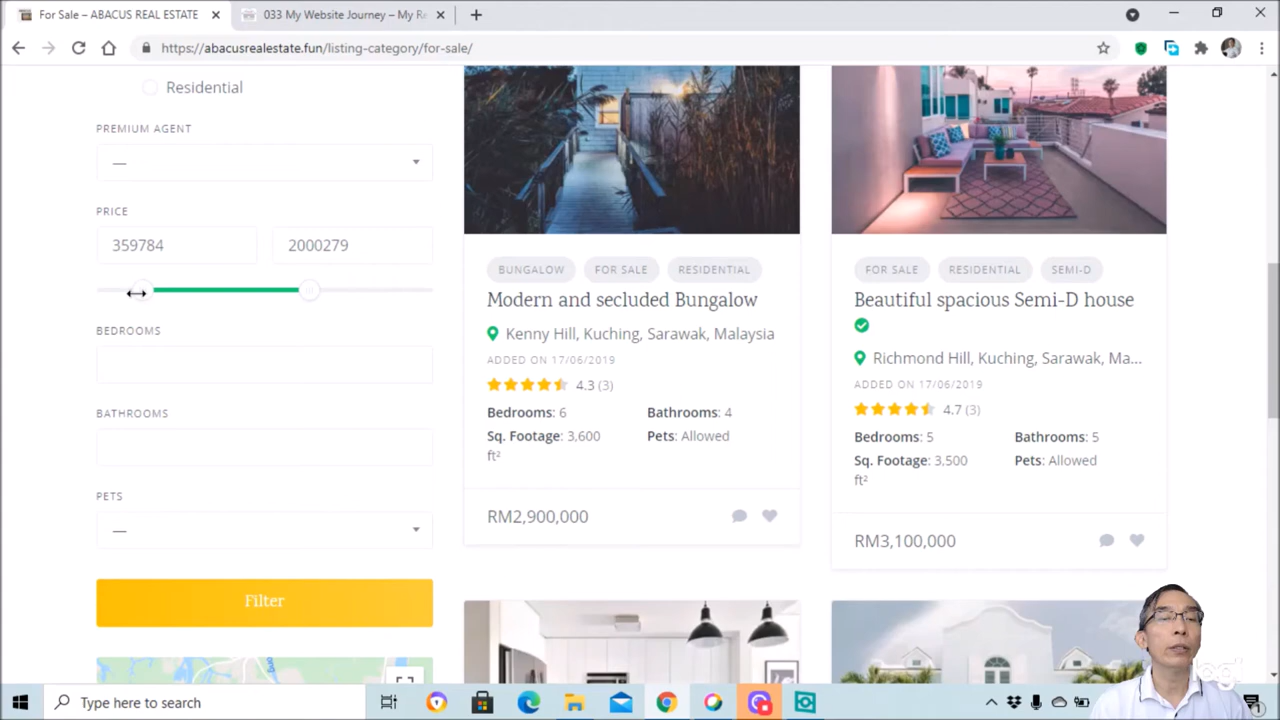 For Sale – ABACUS REAL ESTATE
033 My Website Journey – My Re
https://abacusrealestate.fun/listing-category/for-sale/
Residential
PREMIUM AGENT
—
PRICE
359784
2000279
BEDROOMS
BATHROOMS
PETS
—
Filter
BUNGALOW
FOR SALE
RESIDENTIAL
Modern and secluded Bungalow
Kenny Hill, Kuching, Sarawak, Malaysia
ADDED ON 17/06/2019
4.3 (3)
Bedrooms: 6
Bathrooms: 4
Sq. Footage: 3,600
ft²
Pets: Allowed
RM2,900,000
FOR SALE
RESIDENTIAL
SEMI-D
Beautiful spacious Semi-D house
Richmond Hill, Kuching, Sarawak, Ma...
ADDED ON 17/06/2019
4.7 (3)
Bedrooms: 5
Bathrooms: 5
Sq. Footage: 3,500
ft²
Pets: Allowed
RM3,100,000
Type here to search
1